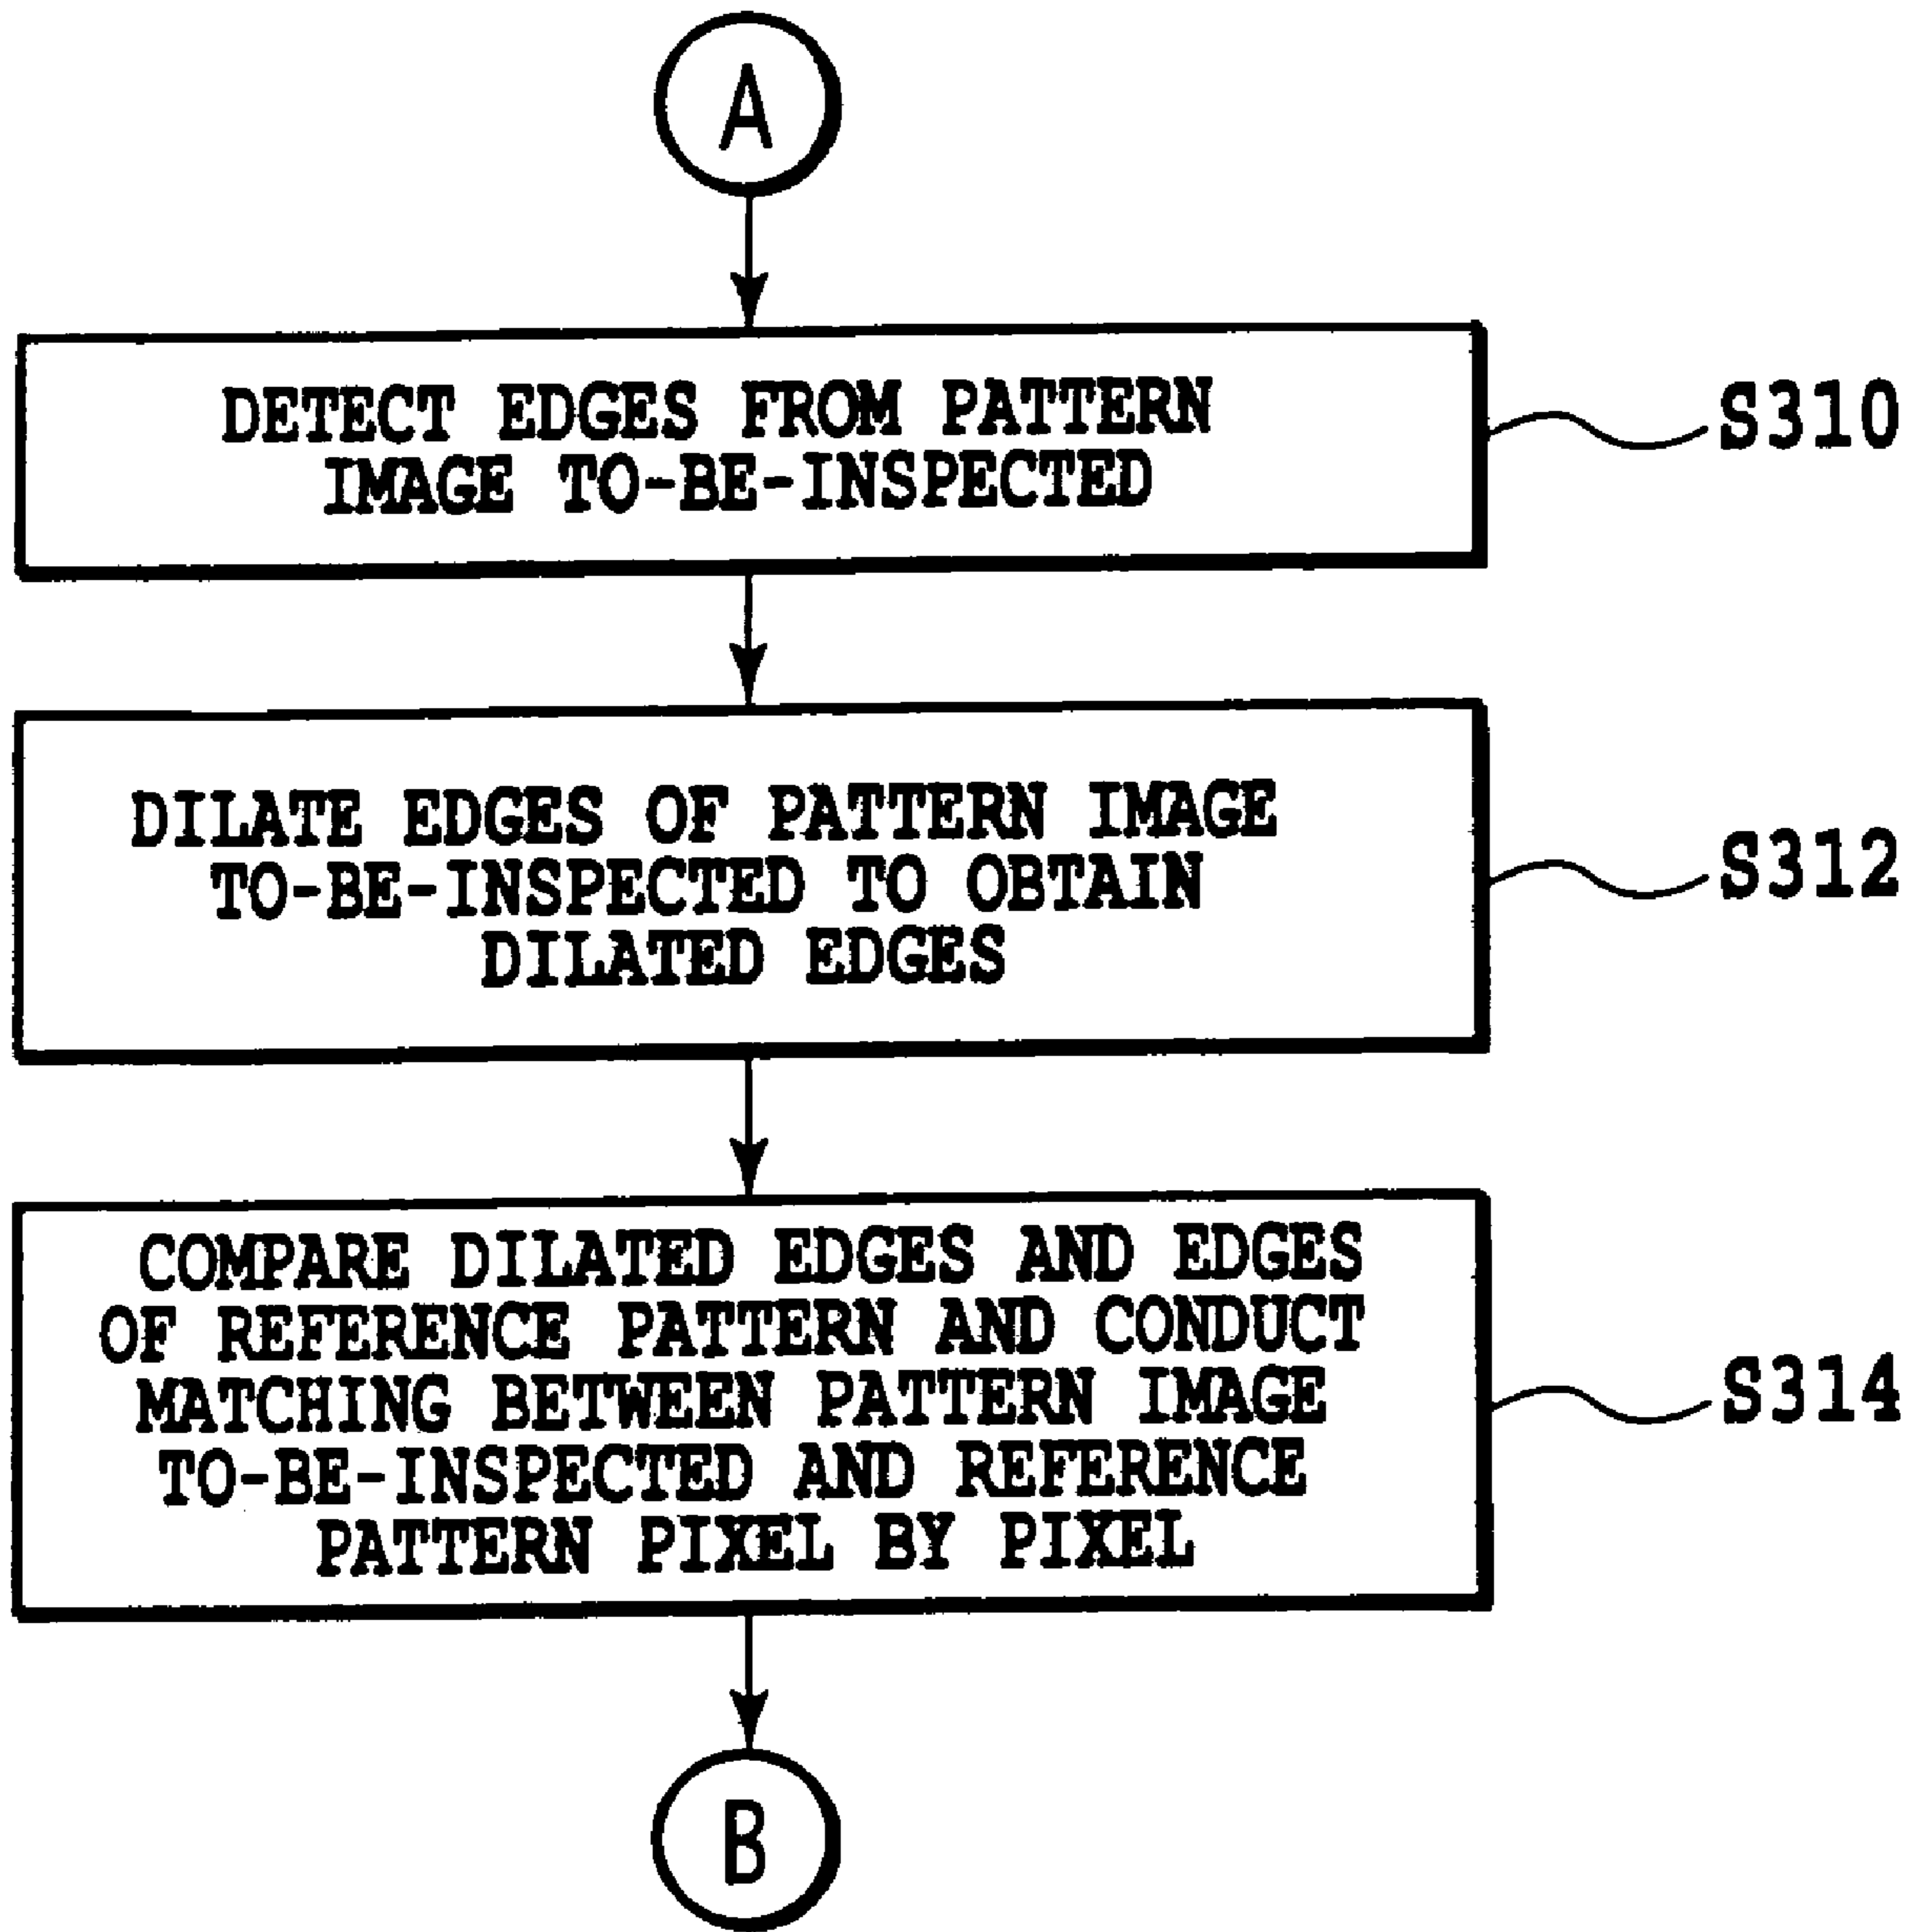 A
DETECT EDGES FROM PATTERN
IMAGE TO-BE-INSPECTED
S310
DILATE EDGES OF PATTERN IMAGE
TO-BE-INSPECTED TO OBTAIN
DILATED EDGES
S312
COMPARE DILATED EDGES AND EDGES
OF REFERENCE PATTERN AND CONDUCT
MATCHING BETWEEN PATTERN IMAGE
TO-BE-INSPECTED AND REFERENCE
PATTERN PIXEL BY PIXEL
S314
B